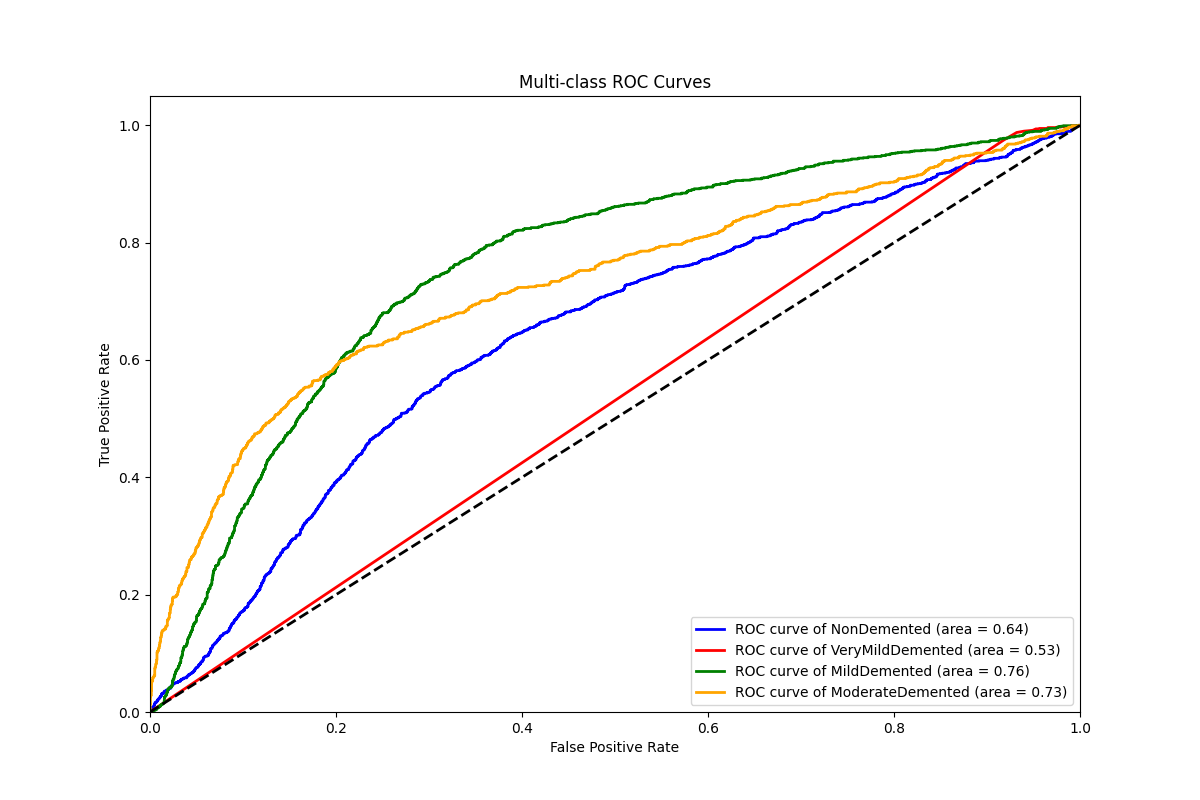 Multi-class ROC Curves
True Positive Rate
1.0
0.8
0.6
0.4
0.2
0.0
ROC curve of NonDemented (area = 0.64)
ROC curve of VeryMildDemented (area = 0.53)
ROC curve of MildDemented (area = 0.76)
ROC curve of ModerateDemented (area = 0.73)
0.0 0.2 0.4 0.6 0.8 1.0
False Positive Rate